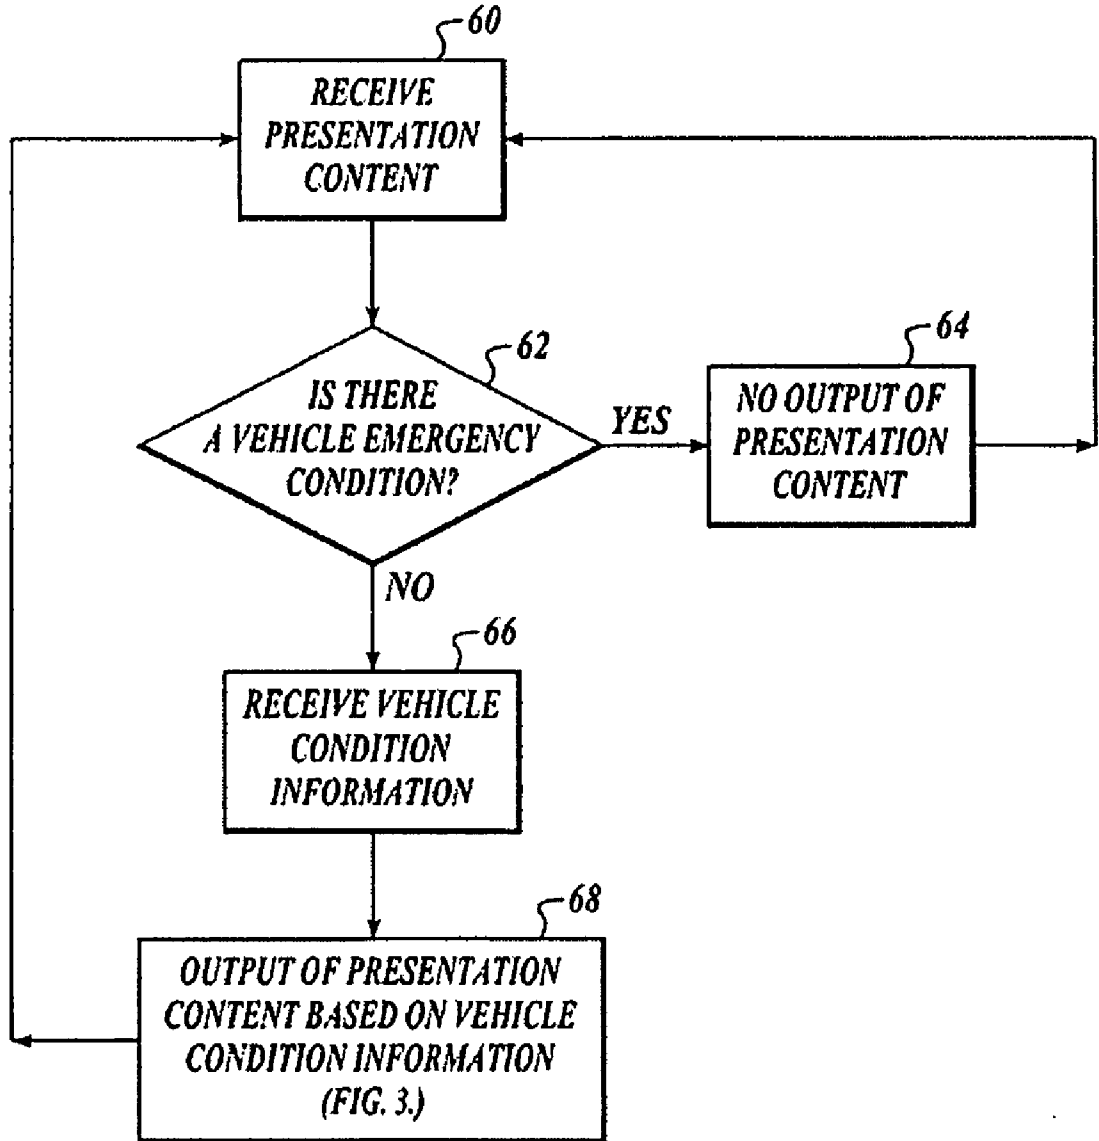 60
RECEIVE
PRESENTATION
CONTENT
62
IS THERE
A VEHICLE EMERGENCY
CONDITION?
YES
64
NO OUTPUT OF
PRESENTATION
CONTENT
NO
66
RECEIVE VEHICLE
CONDITION
INFORMATION
68
OUTPUT OF PRESENTATION
CONTENT BASED ON VEHICLE
CONDITION INFORMATION
(FIG. 3.)